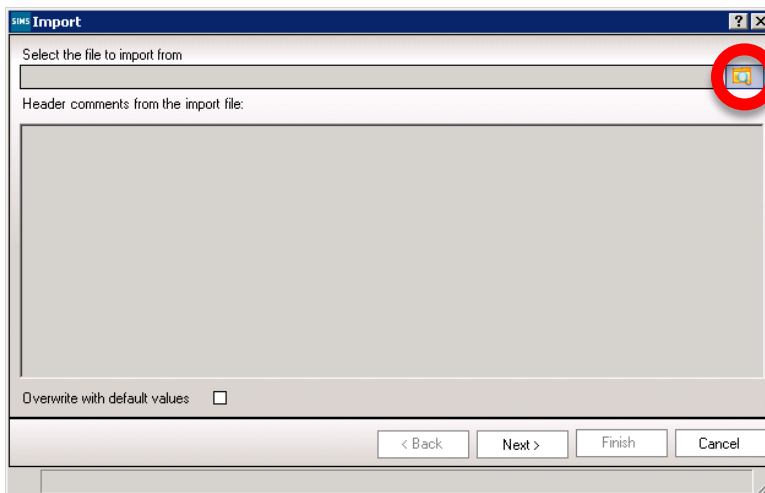 SIMS Import ? X
Select the file to import from
Header comments from the import file:
Overwrite with default values
< Back Next > Finish Cancel